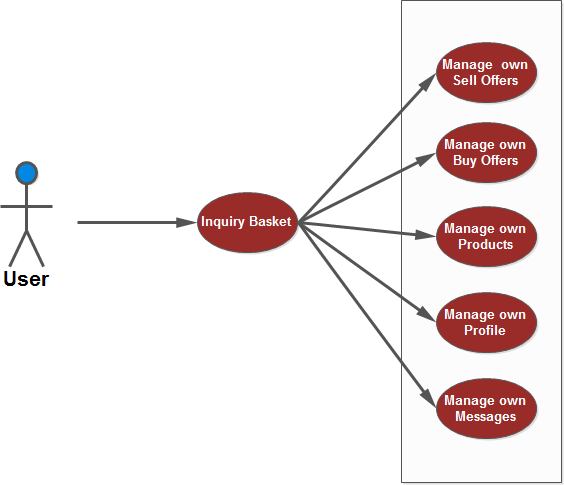 Manage own
Sell Offers
Manage own
Buy Offers
Inquiry Basket
Manage own
Products
User
Manage own
Profile
Manage own
Messages